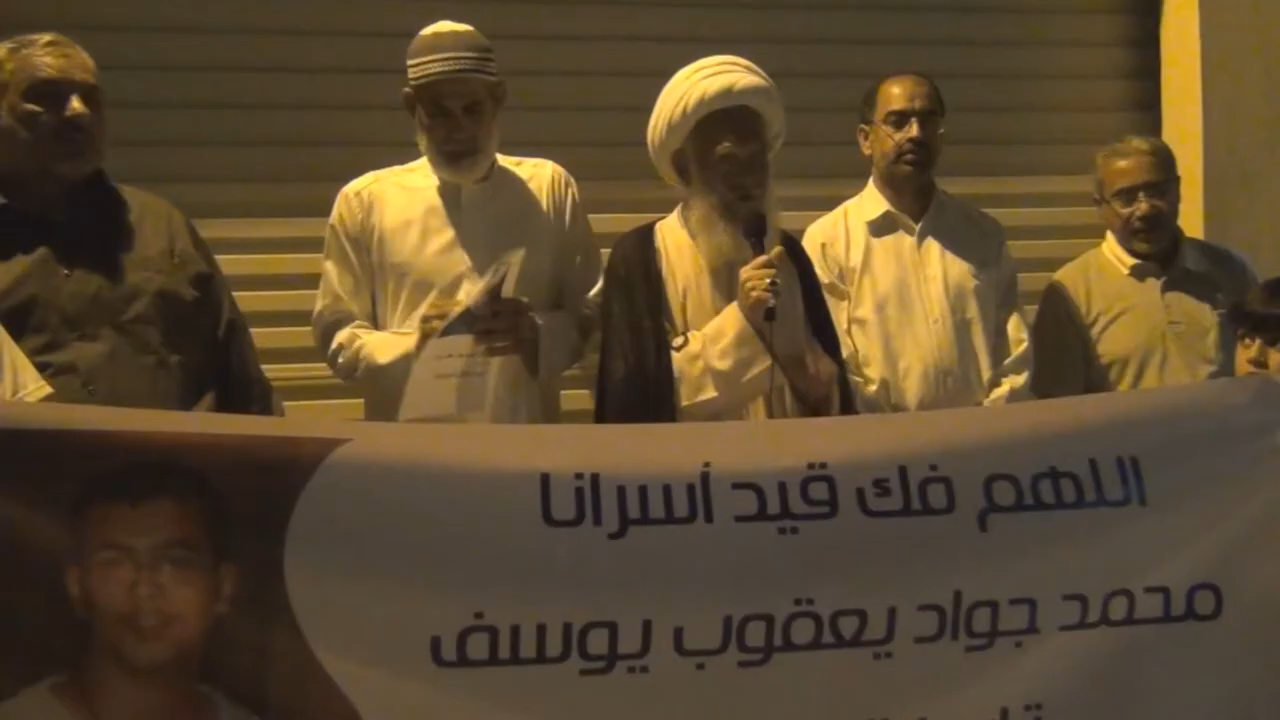 اللهم فك قيد أسرانا
محمد جواد يعقوب يوسف